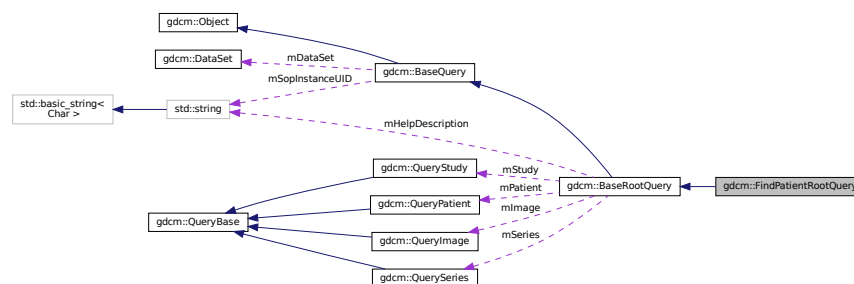 gdcm::Object
gdcm::DataSet
mDataSet
gdcm::BaseQuery
mSopInstanceUID
std::basic_string<
Char >
std::string
mHelpDescription
gdcm::QueryStudy
mStudy
gdcm::BaseRootQuery
gdcm::FindPatientRootQuery
mPatient
gdcm::QueryPatient
mImage
gdcm::QueryBase
gdcm::QueryImage
mSeries
gdcm::QuerySeries